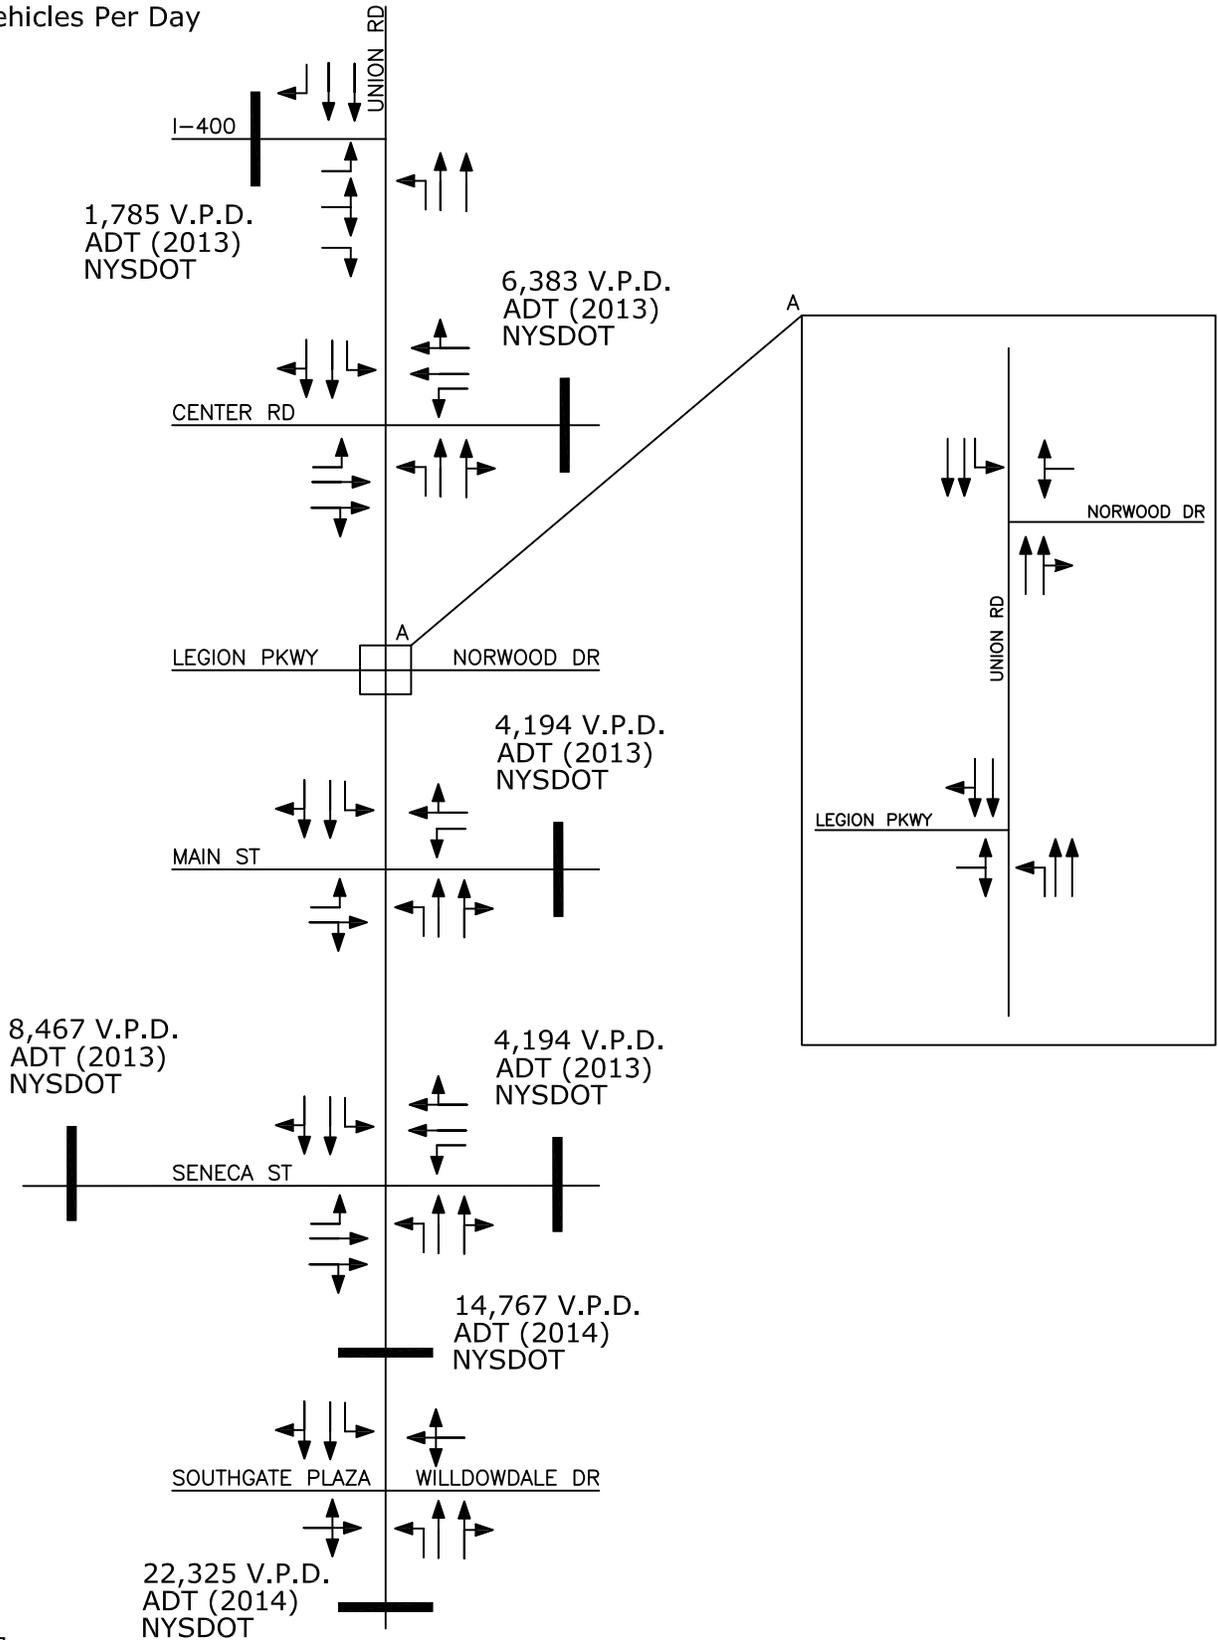 Vehicles Per Day
UNION RD
I-400
1,785 V.P.D.
ADT (2013)
NYSDOT
6,383 V.P.D.
ADT (2013)
NYSDOT
CENTER RD
A
NORWOOD DR
UNION RD
LEGION PKWY
A
LEGION PKWY
NORWOOD DR
4,194 V.P.D.
ADT (2013)
NYSDOT
MAIN ST
8,467 V.P.D.
ADT (2013)
NYSDOT
4,194 V.P.D.
ADT (2013)
NYSDOT
SENECA ST
14,767 V.P.D.
ADT (2014)
NYSDOT
SOUTHGATE PLAZA
WILLDOWDALE DR
22,325 V.P.D.
ADT (2014)
NYSDOT